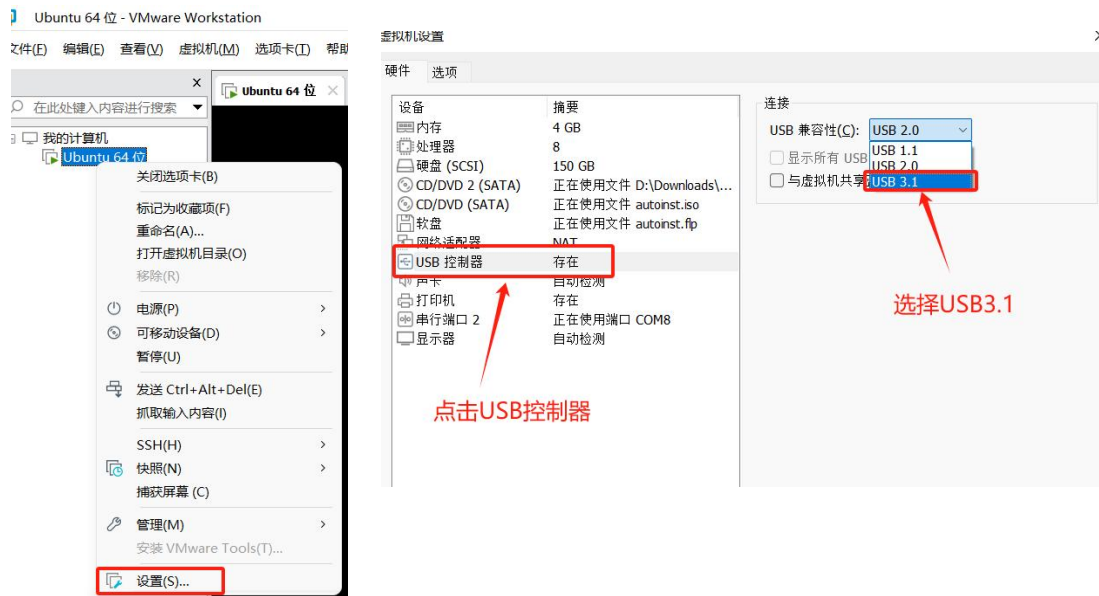 Ubuntu 64 位 - VMware Workstation
文件(F) 编辑(E) 查看(V) 虚拟机(M) 选项卡(T) 帮助
在此处键入内容进行搜索
我的计算机
Ubuntu 64 位
Ubuntu 64 位
关闭选项卡(B)
标记为收藏项(F)
重命名(A)...
打开虚拟机目录(O)
移除(R)
电源(P)
可移动设备(D)
暂停(U)
发送 Ctrl+Alt+Del(E)
抓取输入内容(I)
SSH(H)
快照(N)
捕获屏幕 (C)
管理(M)
安装 VMware Tools(T)...
设置(S)...
虚拟机设置
硬件 选项
设备 摘要
内存 4 GB
处理器 8
硬盘 (SCSI) 150 GB
CD/DVD 2 (SATA) 正在使用文件 D:\Downloads\...
CD/DVD (SATA) 正在使用文件 autoinst.iso
软盘 正在使用文件 autoinst.flp
网络适配器 NAT
USB 控制器 存在
声卡 自动检测
打印机 存在
串行端口 2 正在使用端口 COM8
显示器 自动检测
点击USB控制器
连接
USB 兼容性(C): USB 2.0
USB 1.1
显示所有 USB
USB 2.0
与虚拟机共享
USB 3.1
选择USB3.1